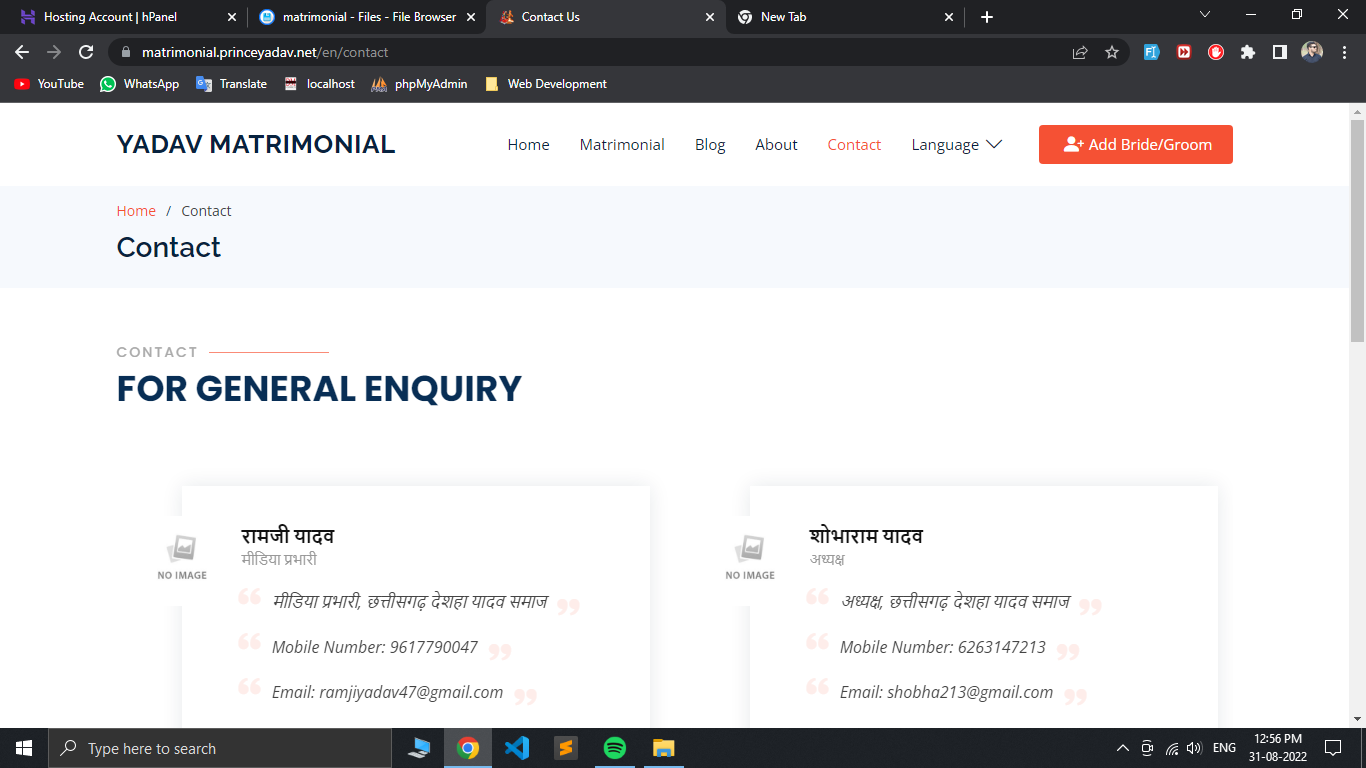 Hosting Account | hPanel
matrimonial - Files - File Browser
Contact Us
New Tab
matrimonial.princeyadav.net/en/contact
YouTube
WhatsApp
Translate
localhost
phpMyAdmin
Web Development
YADAV MATRIMONIAL
Home
Matrimonial
Blog
About
Contact
Language
Add Bride/Groom
Home / Contact
Contact
CONTACT
FOR GENERAL ENQUIRY
NO IMAGE
रामजी यादव
मीडिया प्रभारी
मीडिया प्रभारी, छत्तीसगढ़ देशहा यादव समाज
Mobile Number: 9617790047
Email: ramjiyadav47@gmail.com
NO IMAGE
शोभाराम यादव
अध्यक्ष
अध्यक्ष, छत्तीसगढ़ देशहा यादव समाज
Mobile Number: 6263147213
Email: shobha213@gmail.com
Type here to search
ENG
12:56 PM
31-08-2022